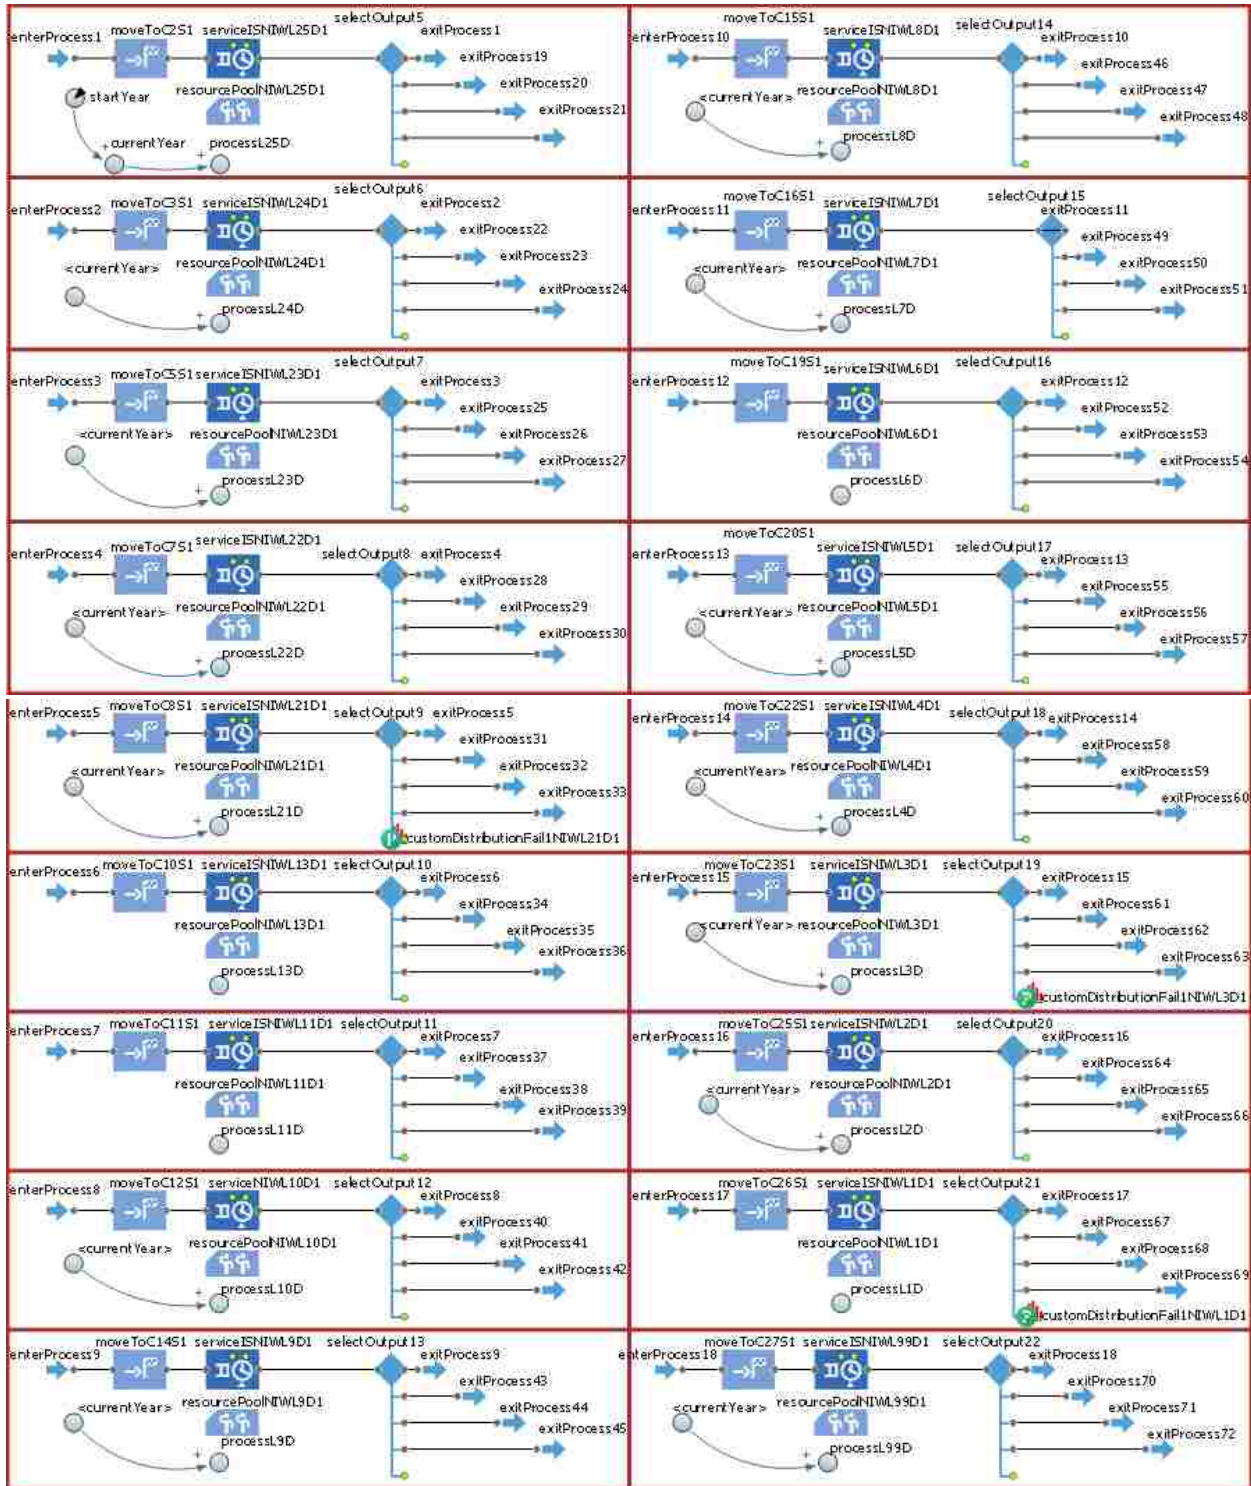 selectOutput5
moveToC2S1 serviceISNIWL25D1 exitProcess1
enterProcess1
exitProcess19
exitProcess20
startYear resourcePoolNIWL25D1
exitProcess21
currentYear processL25D
+ +
moveToC15S1
selectOutput14
enterProcess10 serviceISNIWL8D1 exitProcess10
exitProcess46
exitProcess47
<currentYear> resourcePoolNIWL8D1
exitProcess48
processL8D
+
selectOutput6
moveToC3S1 serviceISNIWL24D1 exitProcess2
enterProcess2
exitProcess22
exitProcess23
<currentYear> resourcePoolNIWL24D1
exitProcess24
processL24D
+
selectOutput15
moveToC16S1 serviceISNIWL7D1
enterProcess11 exitProcess11
exitProcess49
exitProcess50
<currentYear> resourcePoolNIWL7D1
exitProcess51
processL7D
+
selectOutput7
moveToC5S1 serviceISNIWL23D1
enterProcess3 exitProcess3
exitProcess25
<currentYear> resourcePoolNIWL23D1 exitProcess26
exitProcess27
processL23D
+
moveToC19S1 serviceISNIWL6D1 selectOutput16
enterProcess12 exitProcess12
exitProcess52
resourcePoolNIWL6D1 exitProcess53
exitProcess54
processL6D
moveToC7S1 serviceISNIWL22D1
enterProcess4 selectOutput8 exitProcess4
exitProcess28
<currentYear> resourcePoolNIWL22D1 exitProcess29
exitProcess30
processL22D
+
moveToC20S1
enterProcess13 serviceISNIWL5D1 selectOutput17
exitProcess13
exitProcess55
<currentYear> resourcePoolNIWL5D1 exitProcess56
exitProcess57
processL5D
+
moveToC8S1 serviceISNIWL21D1
enterProcess5 selectOutput9 exitProcess5
exitProcess31
<currentYear> resourcePoolNIWL21D1 exitProcess32
exitProcess33
processL21D
+
customDistributionFail1NIWL21D1
moveToC22S1 serviceISNIWL4D1
enterProcess14 selectOutput18 exitProcess14
exitProcess58
<currentYear> resourcePoolNIWL4D1 exitProcess59
exitProcess60
processL4D
+
moveToC10S1 serviceISNIWL13D1 selectOutput10
enterProcess6 exitProcess6
exitProcess34
resourcePoolNIWL13D1 exitProcess35
exitProcess36
processL13D
moveToC23S1 serviceISNIWL3D1 selectOutput19
enterProcess15 exitProcess15
exitProcess61
<currentYear> resourcePoolNIWL3D1 exitProcess62
exitProcess63
processL3D
+
customDistributionFail1NIWL3D1
moveToC11S1 serviceISNIWL11D1 selectOutput11
enterProcess7 exitProcess7
exitProcess37
resourcePoolNIWL11D1 exitProcess38
exitProcess39
processL11D
moveToC25S1 serviceISNIWL2D1 selectOutput20
enterProcess16 exitProcess16
exitProcess64
<currentYear> resourcePoolNIWL2D1 exitProcess65
exitProcess66
processL2D
+
moveToC12S1 serviceNIWL10D1 selectOutput12
enterProcess8 exitProcess8
exitProcess40
<currentYear> resourcePoolNIWL10D1 exitProcess41
exitProcess42
processL10D
+
moveToC26S1 serviceISNIWL1D1 selectOutput21
enterProcess17 exitProcess17
exitProcess67
resourcePoolNIWL1D1 exitProcess68
exitProcess69
processL1D
customDistributionFail1NIWL1D1
moveToC14S1 serviceISNIWL9D1 selectOutput13
enterProcess9 exitProcess9
exitProcess43
<currentYear> resourcePoolNIWL9D1 exitProcess44
exitProcess45
processL9D
+
moveToC27S1 serviceISNIWL99D1 selectOutput22
enterProcess18 exitProcess18
exitProcess70
<currentYear> resourcePoolNIWL99D1
exitProcess71
exitProcess72
processL99D
+